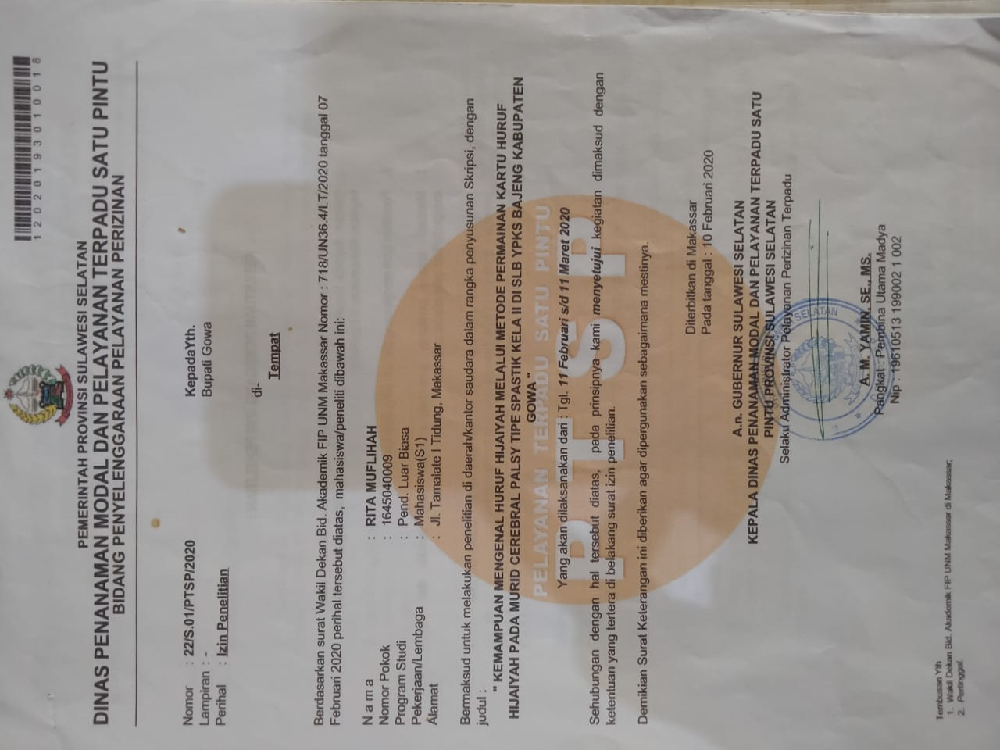 120201930010018
PEMERINTAH PROVINSI SULAWESI SELATAN
DINAS PENANAMAN MODAL DAN PELAYANAN TERPADU SATU PINTU
BIDANG PENYELENGGARAAN PELAYANAN PERIZINAN
Nomor : 22/S.01/PTSP/2020
Lampiran : -
Perihal : Izin Penelitian
KepadaYth.
Bupati Gowa
di-
Tempat
Berdasarkan surat Wakil Dekan Bid. Akademik FIP UNM Makassar Nomor : 718/UN36.4/LT/2020 tanggal 07
Februari 2020 perihal tersebut diatas, mahasiswa/peneliti dibawah ini:
N a m a : RITA MUFLIHAH
Nomor Pokok : 1645040009
Program Studi : Pend. Luar Biasa
Pekerjaan/Lembaga : Mahasiswa(S1)
Alamat : Jl. Tamalate I Tidung, Makassar
Bermaksud untuk melakukan penelitian di daerah/kantor saudara dalam rangka penyusunan Skripsi, dengan
judul :
" KEMAMPUAN MENGENAL HURUF HIJAIYAH MELALUI METODE PERMAINAN KARTU HURUF
HIJAIYAH PADA MURID CEREBRAL PALSY TIPE SPASTIK KELA II DI SLB YPKS BAJENG KABUPATEN
GOWA "
PELAYANAN TERPADU SATU PINTU
Yang akan dilaksanakan dari : Tgl. 11 Februari s/d 11 Maret 2020
PTSP
Sehubungan dengan hal tersebut diatas, pada prinsipnya kami menyetujui kegiatan dimaksud dengan
ketentuan yang tertera di belakang surat izin penelitian.
Demikian Surat Keterangan ini diberikan agar dipergunakan sebagaimana mestinya.
Diterbitkan di Makassar
Pada tanggal : 10 Februari 2020
A.n. GUBERNUR SULAWESI SELATAN
KEPALA DINAS PENANAMAN MODAL DAN PELAYANAN TERPADU SATU
PINTU PROVINSI SULAWESI SELATAN
Selaku Administrator Pelayanan Perizinan Terpadu
SELATAN
A. M. YAMIN, SE., MS.
Pangkat : Pembina Utama Madya
Nip : 19610513 199002 1 002
Tembusan Yth
1. Wakil Dekan Bid. Akademik FIP UNM Makassar di Makassar;
2. Pertinggal.